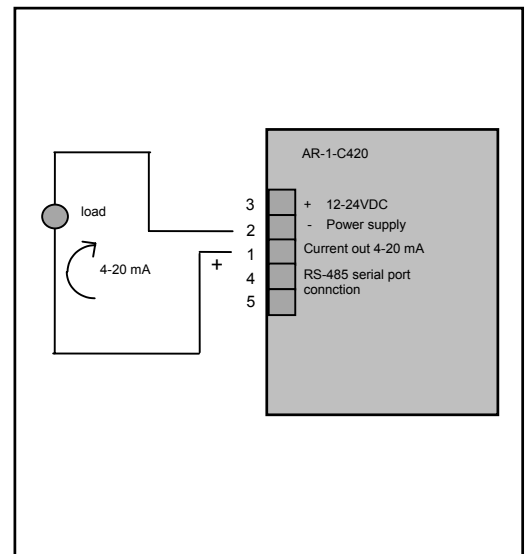 AR-1-C420
3 + 12-24VDC
2 - Power supply
1 Current out 4-20 mA
+
4 RS-485 serial port
connction
5
load
4-20 mA